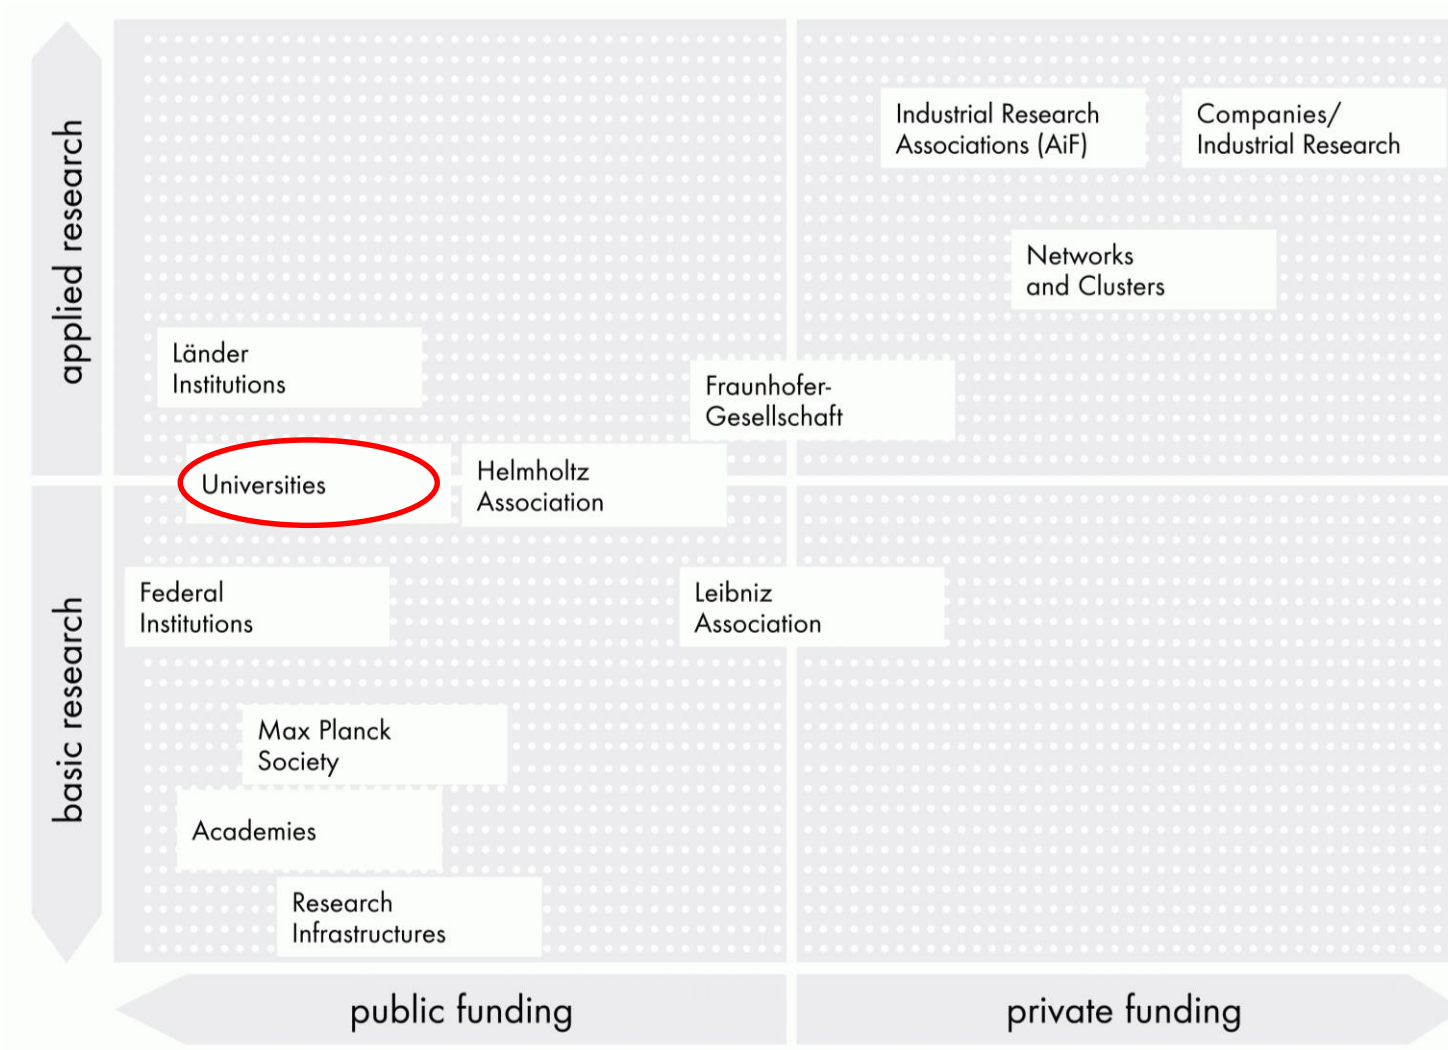 applied research
basic research
Industrial Research
Associations (AiF)
Companies/
Industrial Research
Networks
and Clusters
Länder
Institutions
Fraunhofer-
Gesellschaft
Universities
Helmholtz
Association
Federal
Institutions
Leibniz
Association
Max Planck
Society
Academies
Research
Infrastructures
public funding
private funding